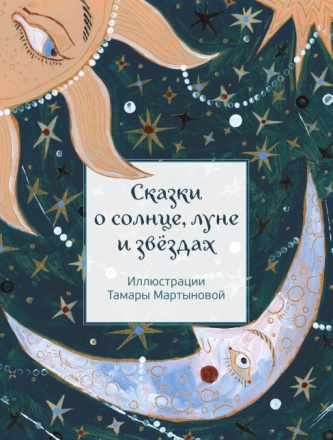 Сказки
о солнце, луне
и звёздах
Иллюстрации
Тамары Мартыновой